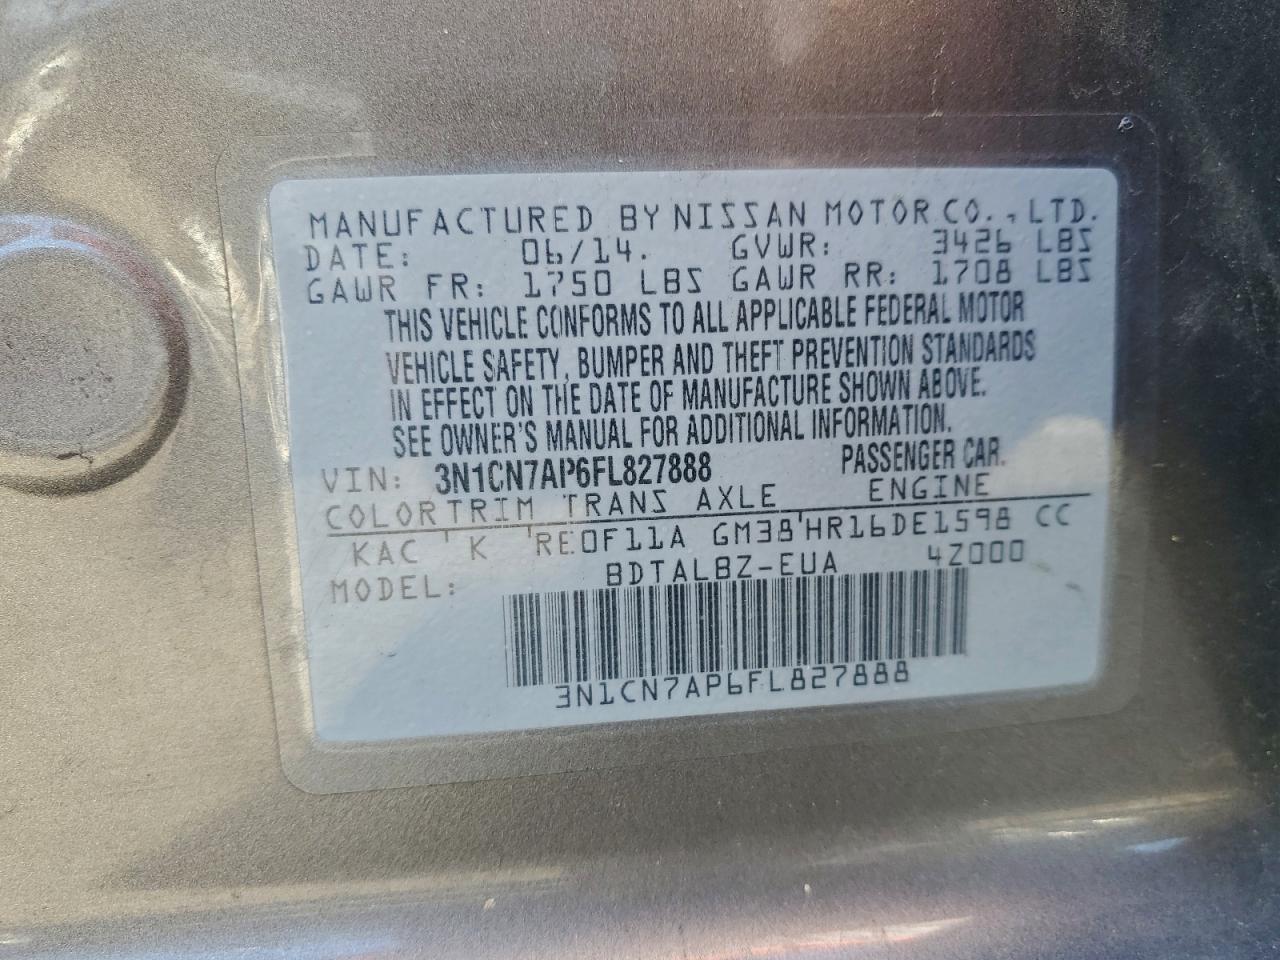 MANUFACTURED BY NISSAN MOTOR CO., LTD.
DATE: 06/14. GVWR: 3426 LBS
GAWR FR: 1750 LBS GAWR RR: 1708 LBS
THIS VEHICLE CONFORMS TO ALL APPLICABLE FEDERAL MOTOR
VEHICLE SAFETY, BUMPER AND THEFT PREVENTION STANDARDS
IN EFFECT ON THE DATE OF MANUFACTURE SHOWN ABOVE.
SEE OWNER'S MANUAL FOR ADDITIONAL INFORMATION.
VIN: 3N1CN7AP6FL827888 PASSENGER CAR.
COLOR TRIM TRANS AXLE ENGINE
KAC ' K ' RE0F11A GM38 ' HR16DE1598 CC
MODEL: BDTALBZ-EUA 4Z000
3N1CN7AP6FL827888